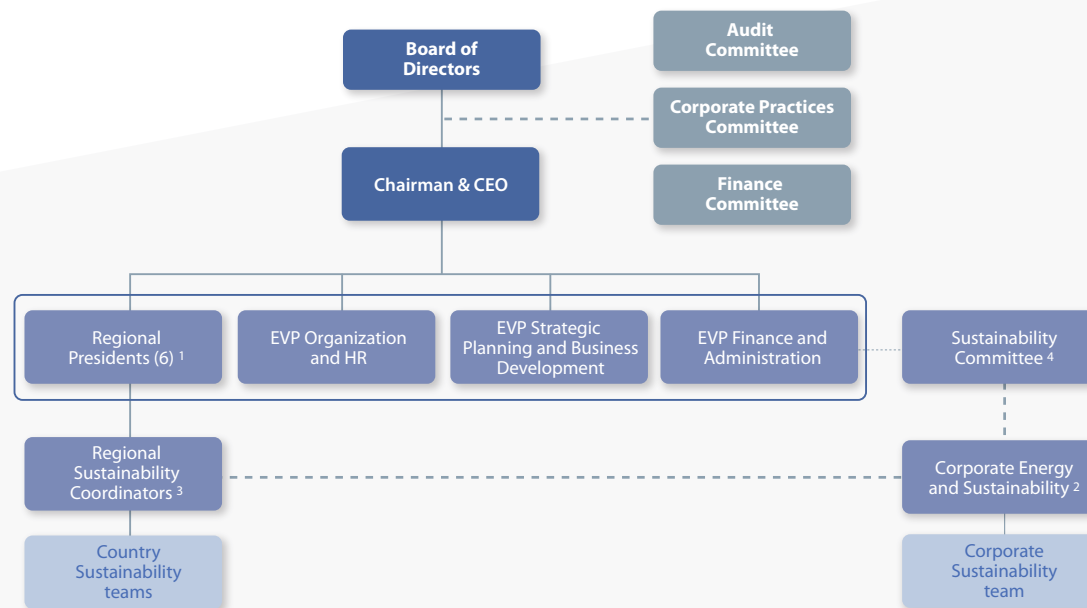 Board of
Directors
Audit
Committee
Corporate Practices
Committee
Chairman & CEO
Finance
Committee
Regional
Presidents (6) 1
EVP Organization
and HR
EVP Strategic
Planning and Business
Development
EVP Finance and
Administration
Sustainability
Committee 4
Regional
Sustainability
Coordinators 3
Corporate Energy
and Sustainability 2
Country
Sustainability
teams
Corporate
Sustainability
team